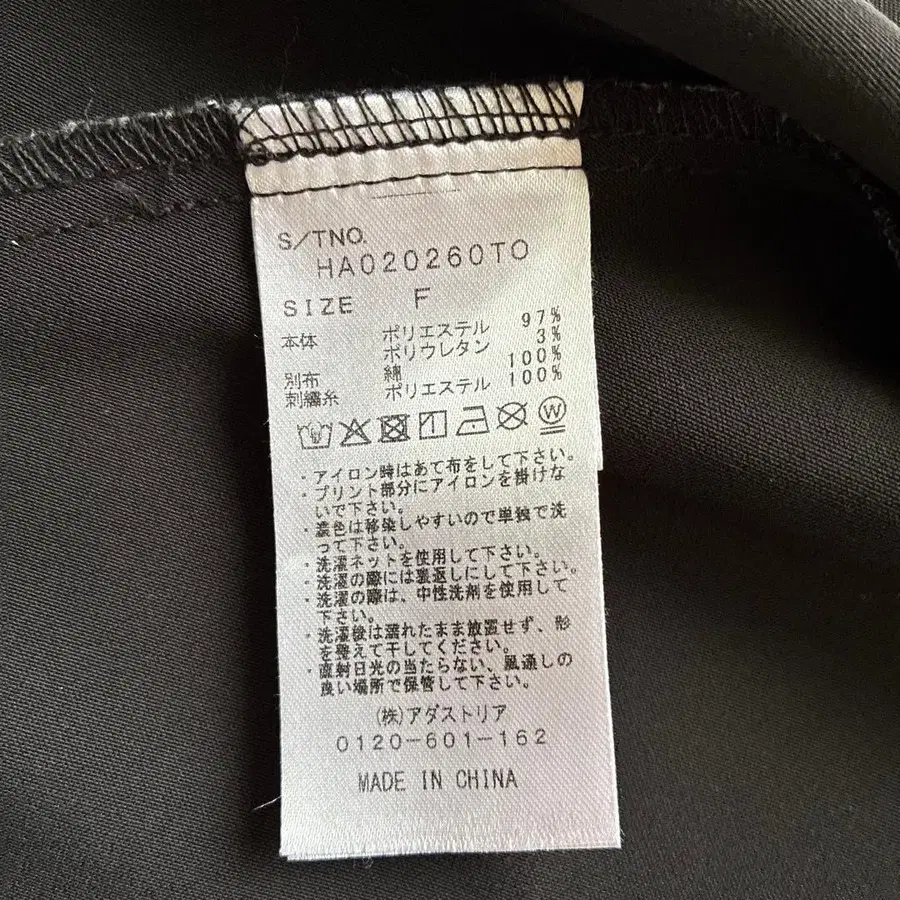 S/TNO.
HA020260TO
SIZE F
本体 ポリエステル 97%
ポリウレタン 3%
別布 綿 100%
刺繡糸 ポリエステル 100%
W
・アイロン時はあて布をして下さい。
・プリント部分にアイロンを掛けな
いで下さい。
・濃色は移染しやすいので単独で洗
って下さい。
・洗濯ネットを使用して下さい。
・洗濯の際には裏返しにして下さい。
・洗濯の際は、中性洗剤を使用して
下さい。
・洗濯後は濡れたまま放置せず、形
を整えて干してください。
・直射日光の当たらない、風通しの
良い場所で保管して下さい。
(株)アダストリア
0120-601-162
MADE IN CHINA